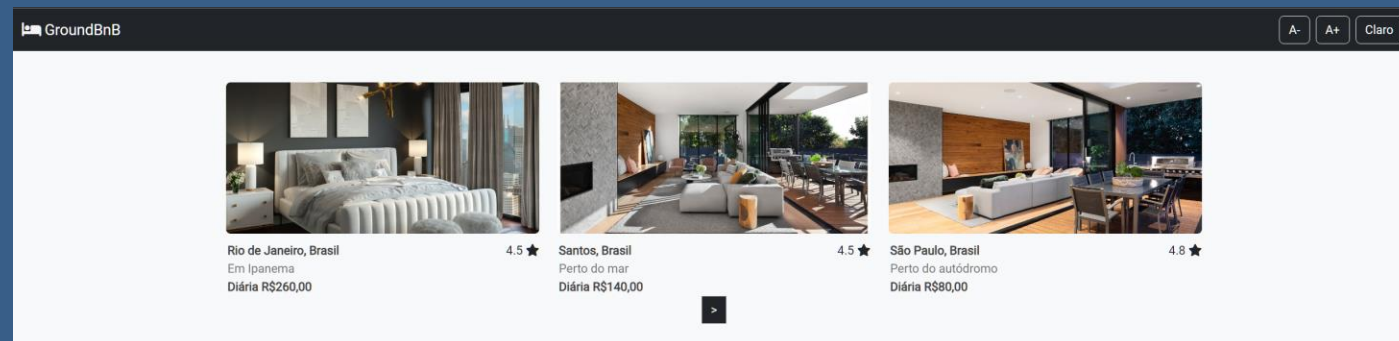 GroundBnB
A- A+ Claro
Rio de Janeiro, Brasil 4.5
Em Ipanema
Diária R$260,00
Santos, Brasil 4.5
Perto do mar
Diária R$140,00
São Paulo, Brasil 4.8
Perto do autódromo
Diária R$80,00
>